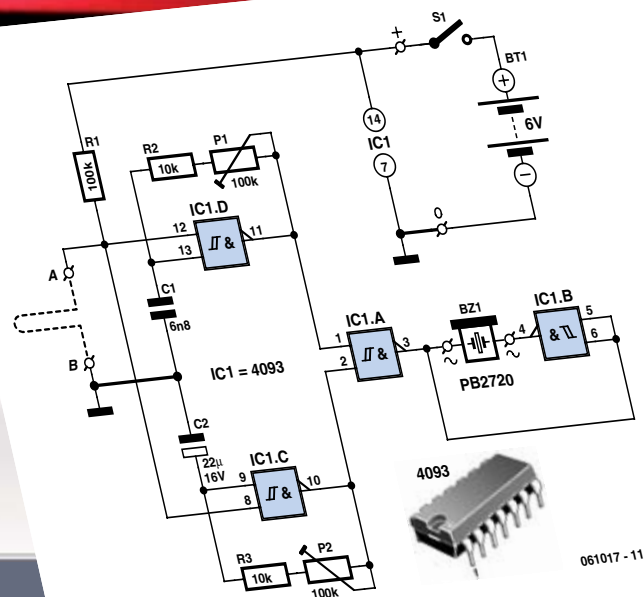 S1
+
BT1
+
6V
−
14
IC1
7
0
R1
100k
R2
10k
P1
100k
IC1.D
12
13
11
A
B
C1
6n8
IC1 = 4093
IC1.A
1
2
3
BZ1
~
~
PB2720
IC1.B
4
5
6
&
&
&
&
C2
22µ
16V
IC1.C
9
8
10
R3
10k
P2
100k
4093
061017 - 11